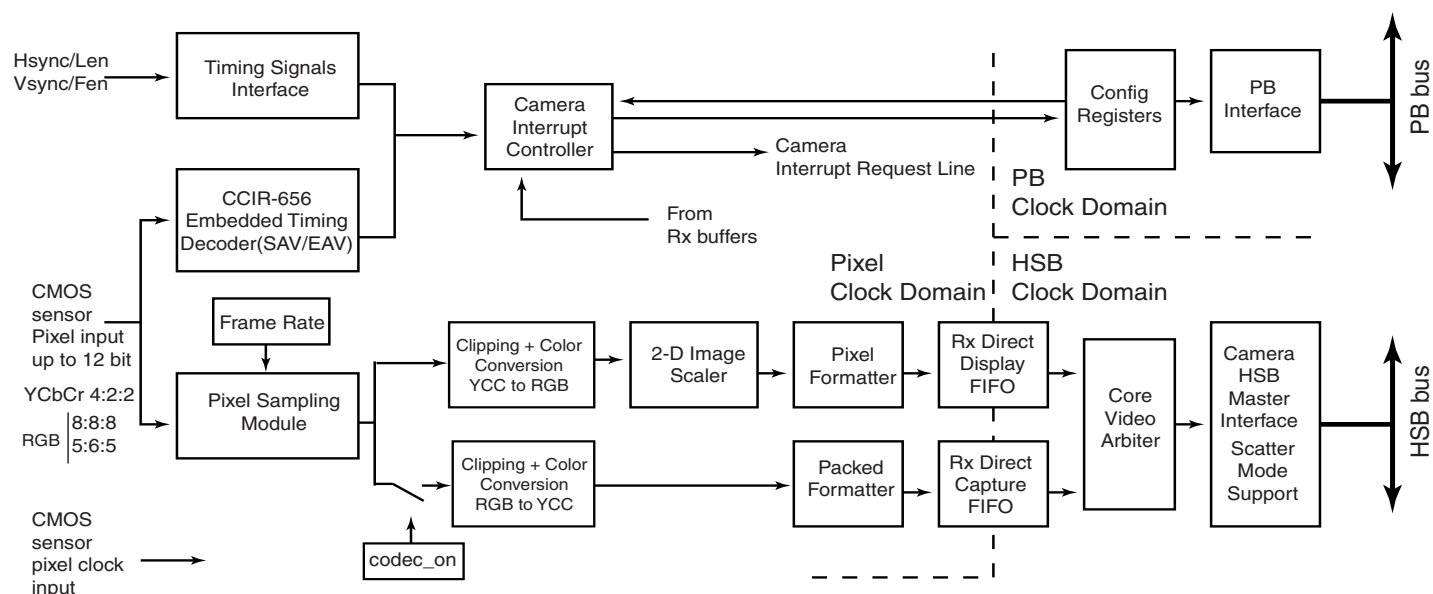 Hsync/Len
Vsync/Fen
Timing Signals
Interface
CCIR-656
Embedded Timing
Decoder(SAV/EAV)
Camera
Interrupt
Controller
Camera
Interrupt Request Line
From
Rx buffers
Config
Registers
PB
Interface
PB bus
PB
Clock Domain
Pixel
Clock Domain
HSB
Clock Domain
CMOS
sensor
Pixel input
up to 12 bit
YCbCr 4:2:2
RGB
8:8:8
5:6:5
Frame Rate
Pixel Sampling
Module
Clipping + Color
Conversion
YCC to RGB
2-D Image
Scaler
Pixel
Formatter
Rx Direct
Display
FIFO
Clipping + Color
Conversion
RGB to YCC
Packed
Formatter
Rx Direct
Capture
FIFO
Core
Video
Arbiter
Camera
HSB
Master
Interface
Scatter
Mode
Support
HSB bus
codec_on
CMOS
sensor
pixel clock
input